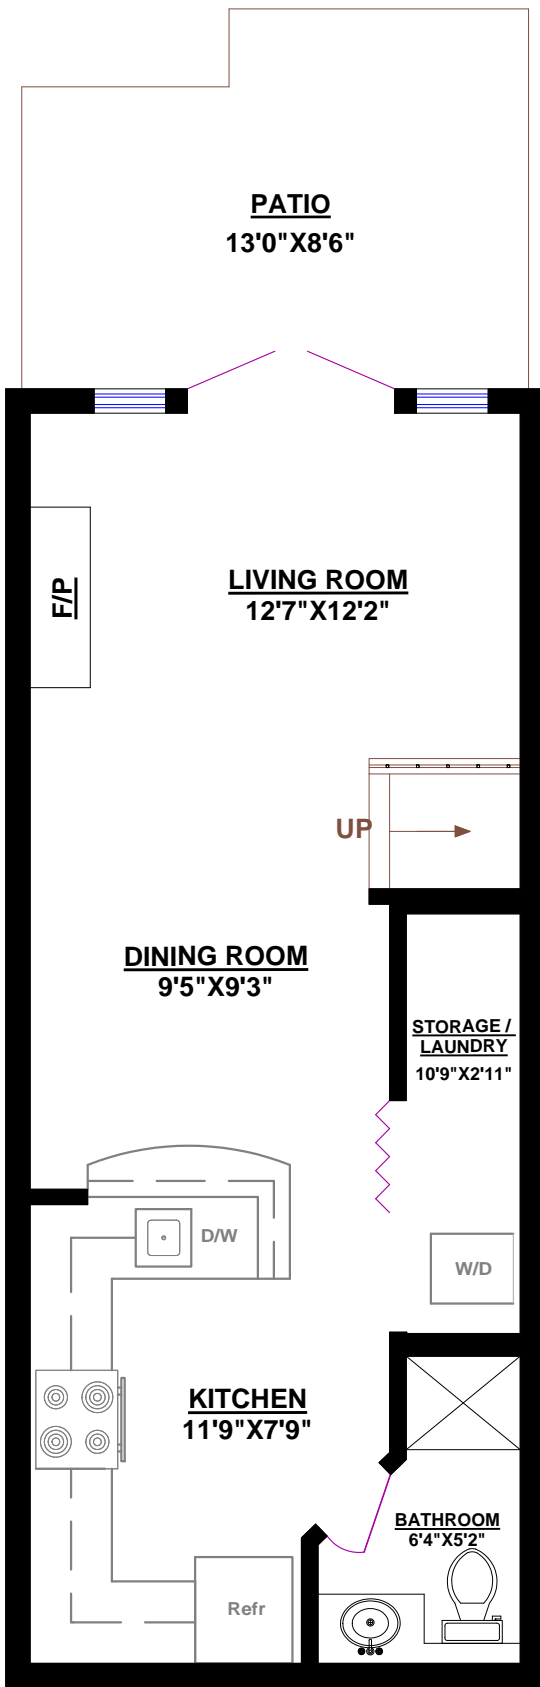 PATIO
13'0"X8'6"
F/P
LIVING ROOM
12'7"X12'2"
UP
DINING ROOM
9'5"X9'3"
STORAGE /
LAUNDRY
10'9"X2'11"
D/W
W/D
KITCHEN
11'9"X7'9"
BATHROOM
6'4"X5'2"
Refr